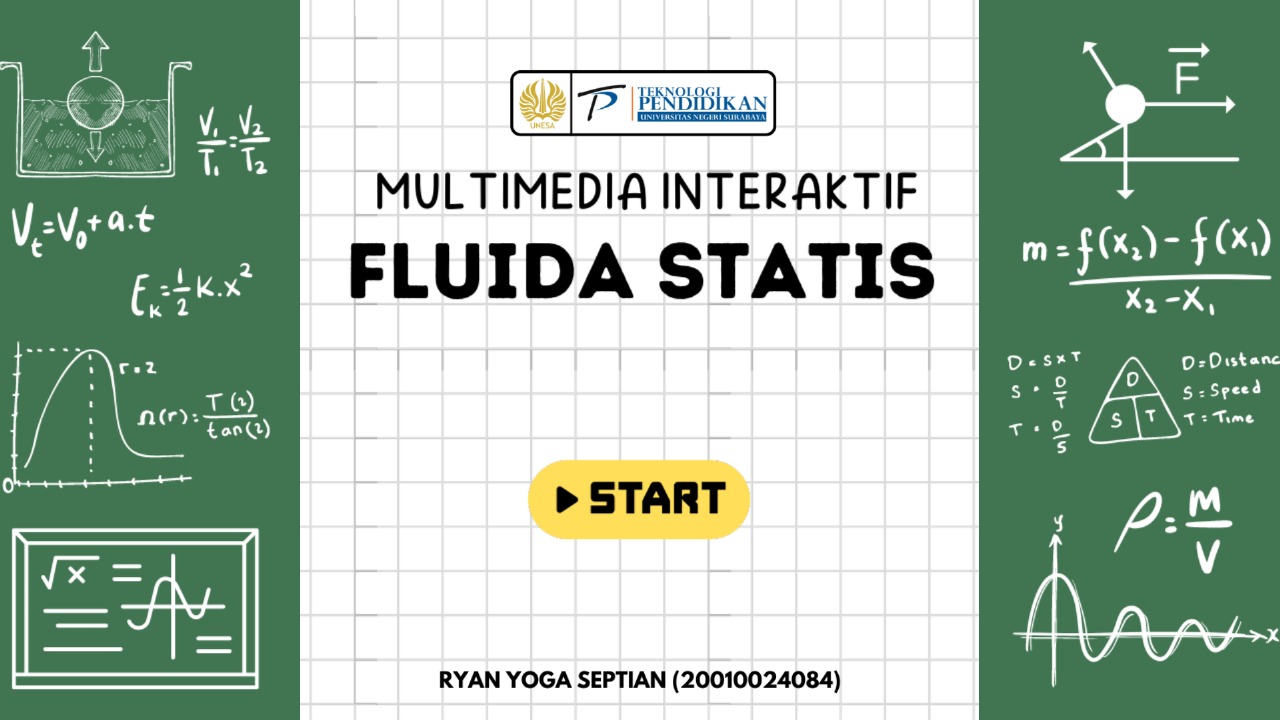 V₁/T₁ = V₂/T₂
Vt = V₀ + a.t
Eₖ = 1/2 K.x²
r = 2
Ω(r) = T(2)/tan(2)
0
√x =
UNESA
TP
TEKNOLOGI
PENDIDIKAN
UNIVERSITAS NEGERI SURABAYA
MULTIMEDIA INTERAKTIF
FLUIDA STATIS
START
RYAN YOGA SEPTIAN (20010024084)
F
m = f(x₂) - f(x₁)
x₂ - x₁
D = S x T
S = D/T
T = D/S
D
S T
D = Distanc
S = Speed
T = Time
ρ = m/V
y
x